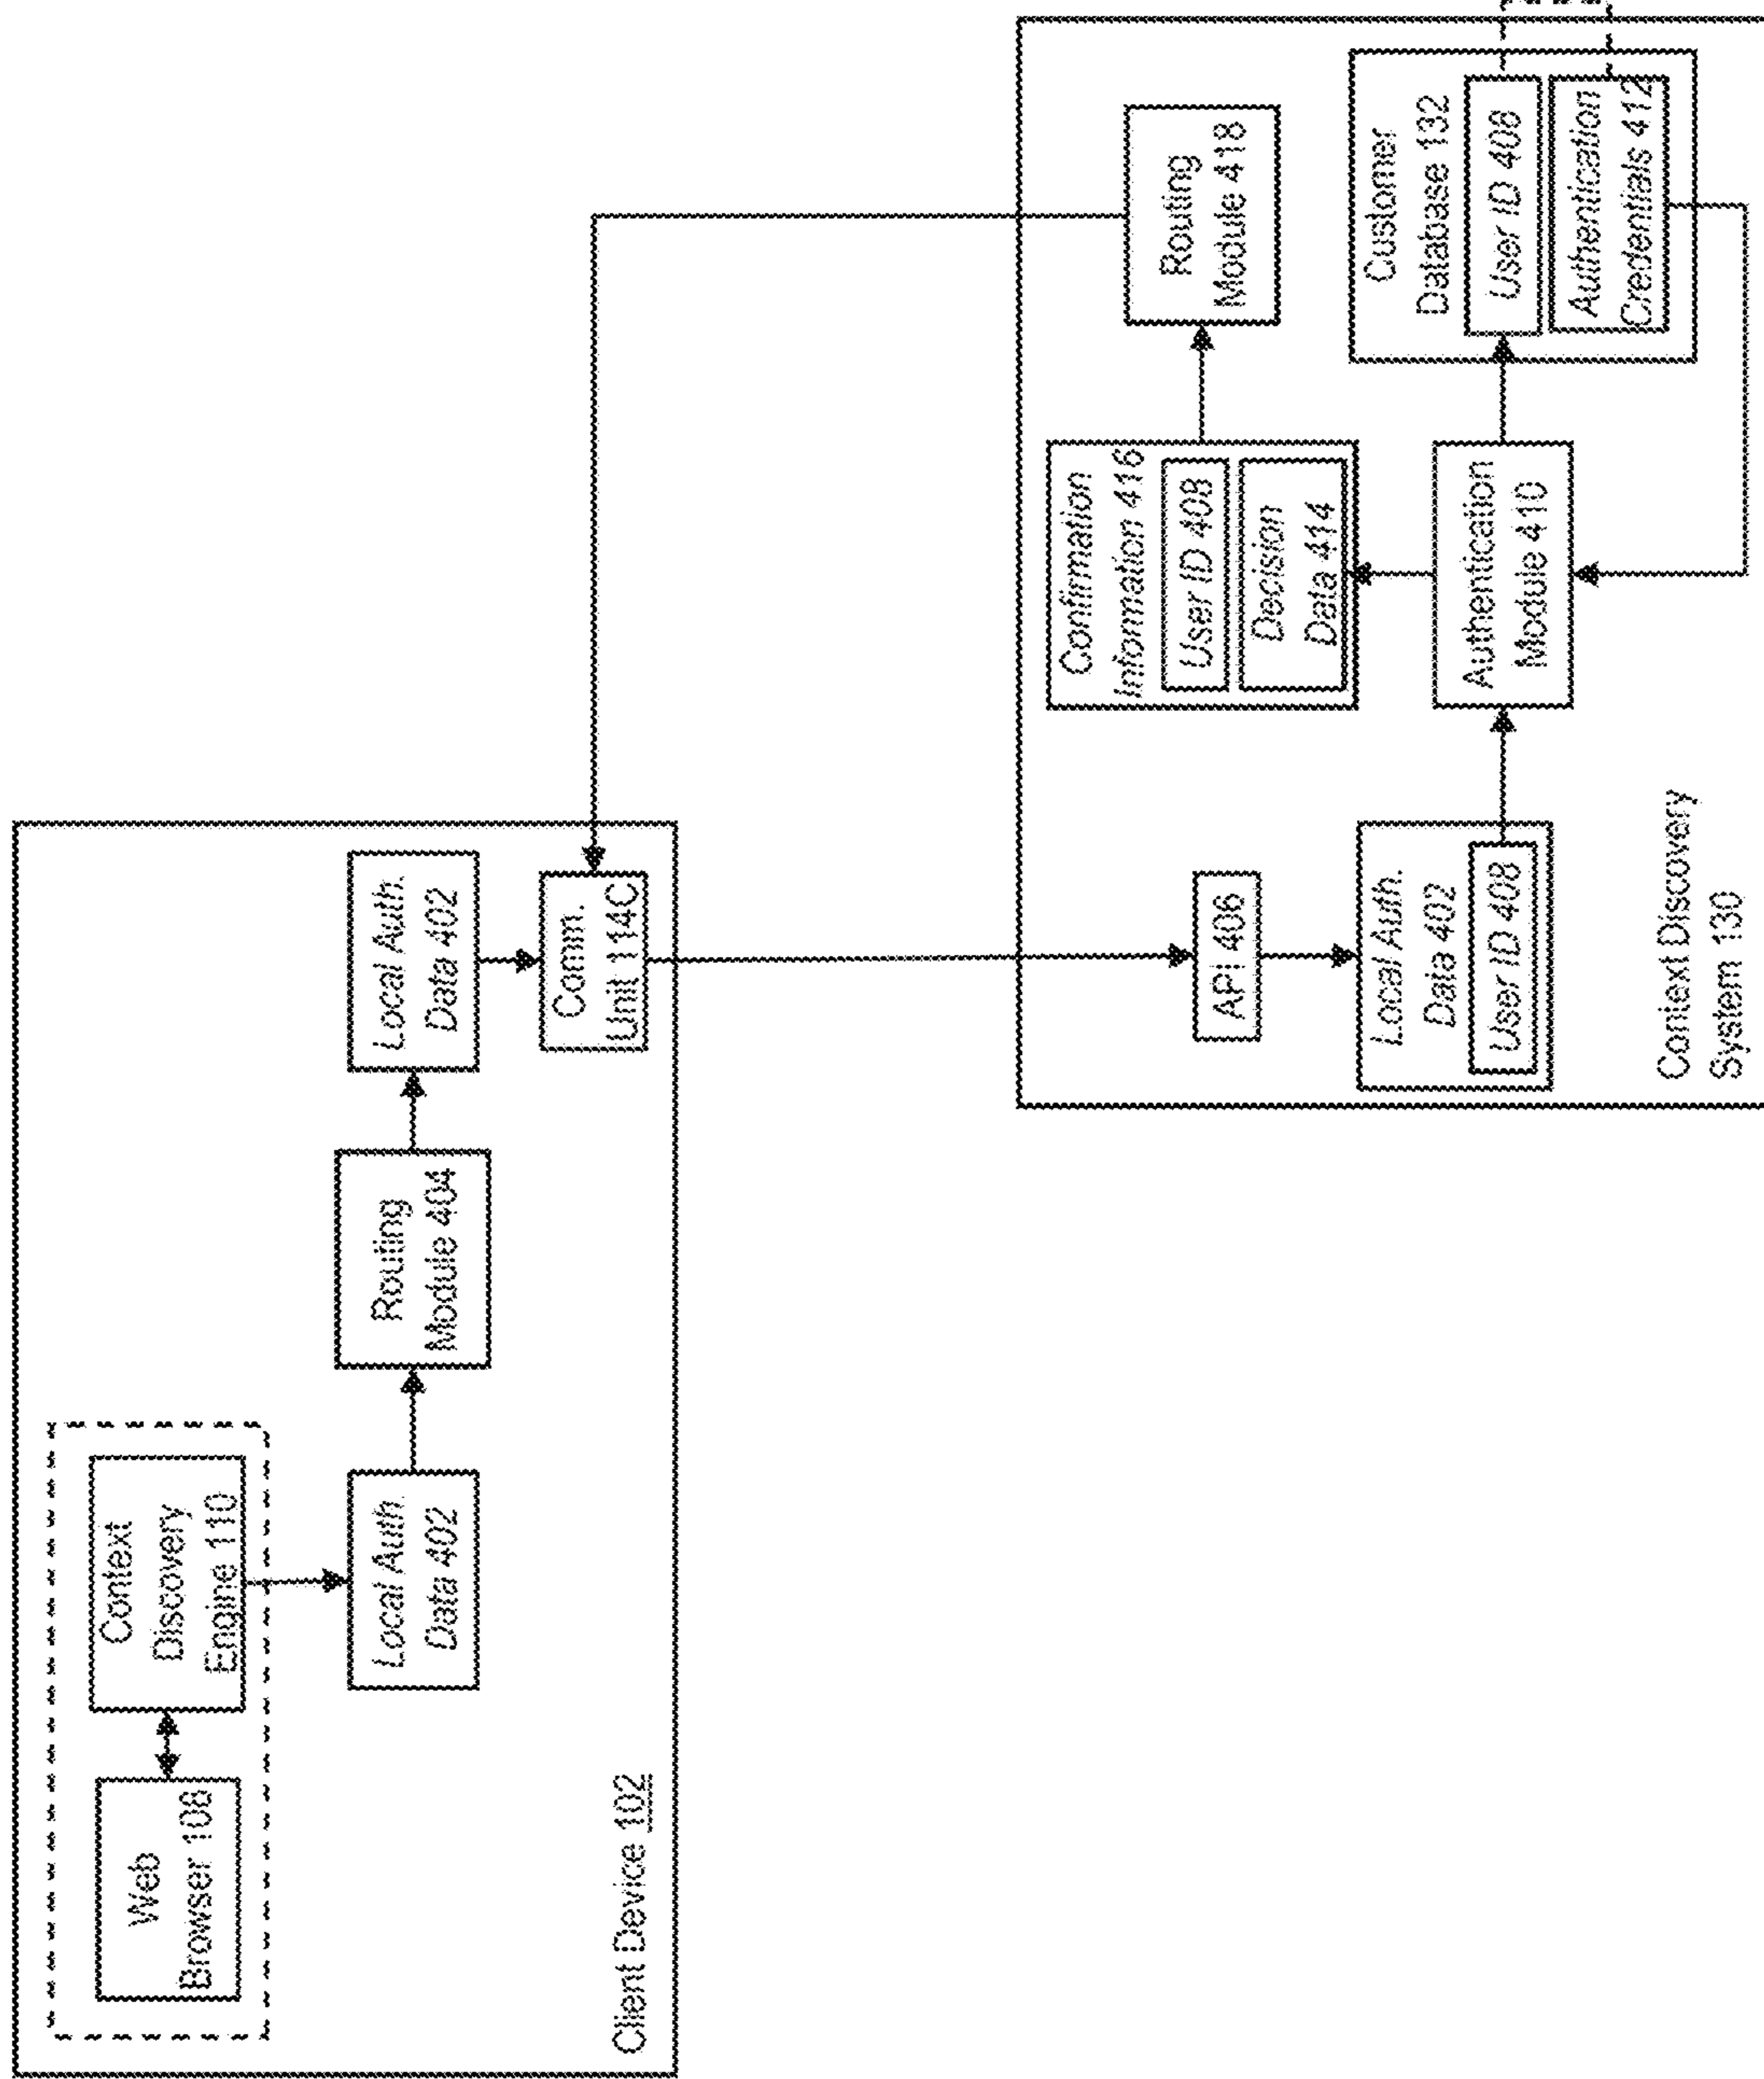 Web
Browser 108
Context
Discovery
Engine 110
Local Auth.
Data 402
Routing
Module 404
Local Auth.
Data 402
Comm.
Unit 114C
Client Device 102
API 406
Local Auth.
Data 402
User ID 408
Authentication
Module 410
Confirmation
Information 416
User ID 408
Decision
Data 414
Routing
Module 418
Customer
Database 132
User ID 408
Authentication
Credentials 412
Context Discovery
System 130